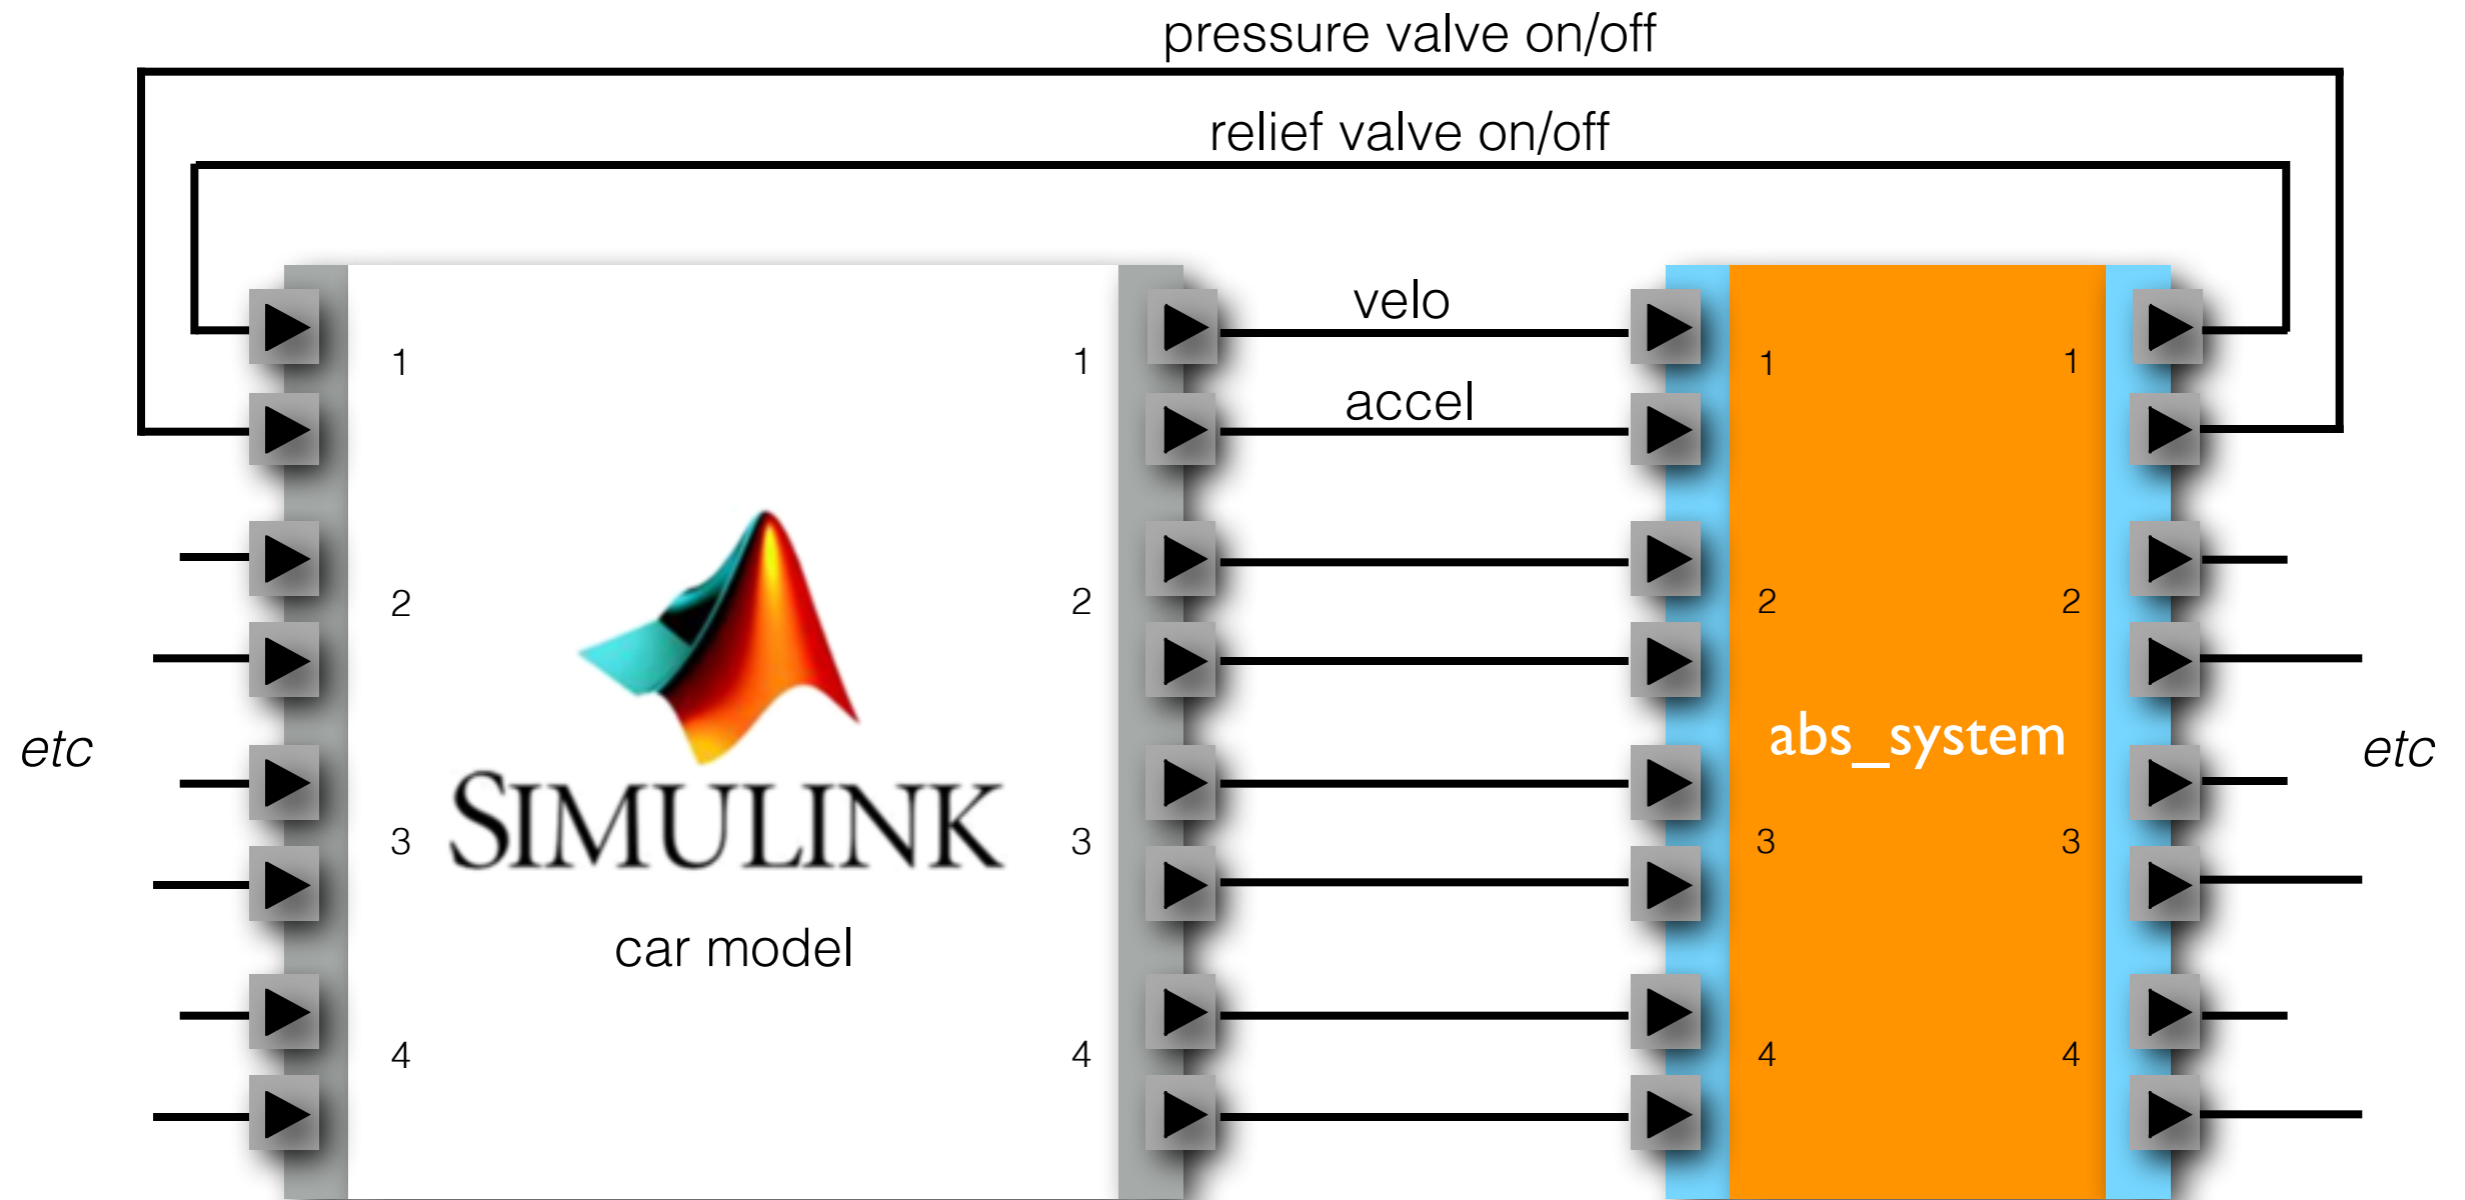 pressure valve on/off
relief valve on/off
velo
accel
1 1 1 1
2 2 2 2
etc abs_system etc
3 SIMULINK 3 3 3
car model
4 4 4 4